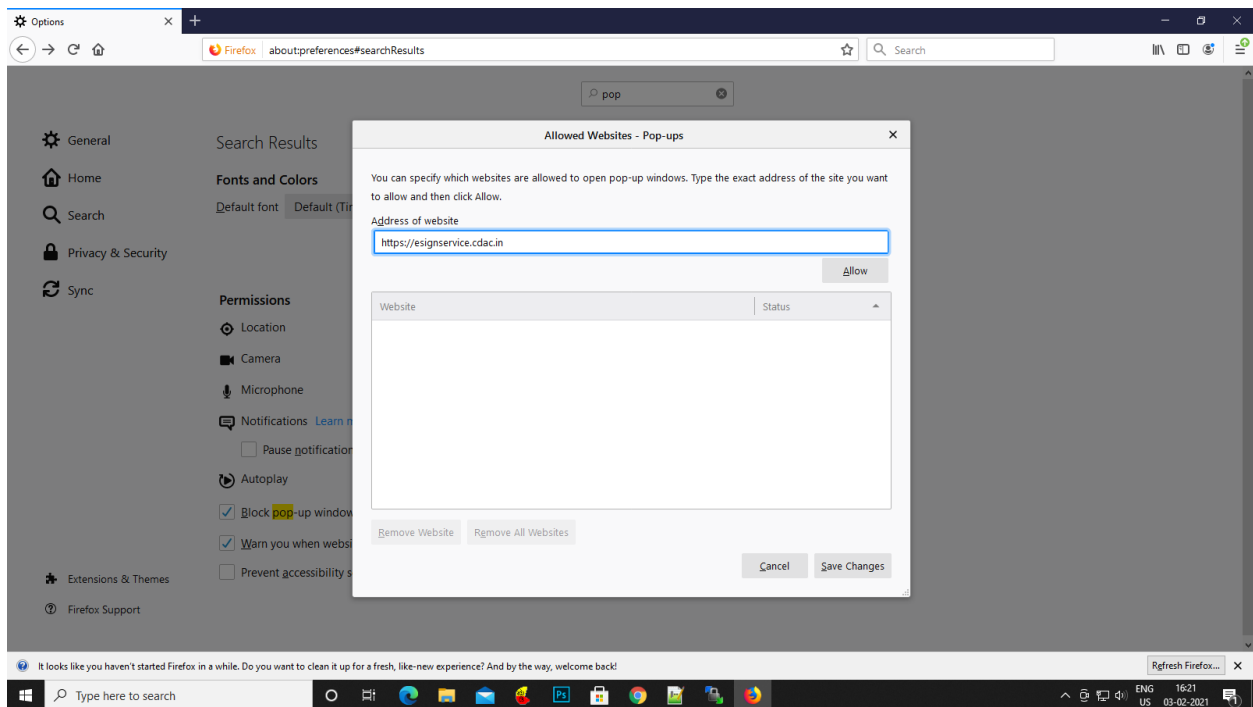 Options
Firefox about:preferences#searchResults Search
pop
General
Home
Search
Privacy & Security
Sync
Extensions & Themes
Firefox Support
Search Results
Fonts and Colors
Default font Default (Tir
Permissions
Location
Camera
Microphone
Notifications Learn m
Pause notification
Autoplay
Block pop-up window
Warn you when websi
Prevent accessibility s
Allowed Websites - Pop-ups
You can specify which websites are allowed to open pop-up windows. Type the exact address of the site you want
to allow and then click Allow.
Address of website
https://esignservice.cdac.in
Allow
Website Status
Remove Website Remove All Websites
Cancel Save Changes
It looks like you haven't started Firefox in a while. Do you want to clean it up for a fresh, like-new experience? And by the way, welcome back! Refresh Firefox...
Type here to search
Ps
ENG 16:21
US 03-02-2021
1